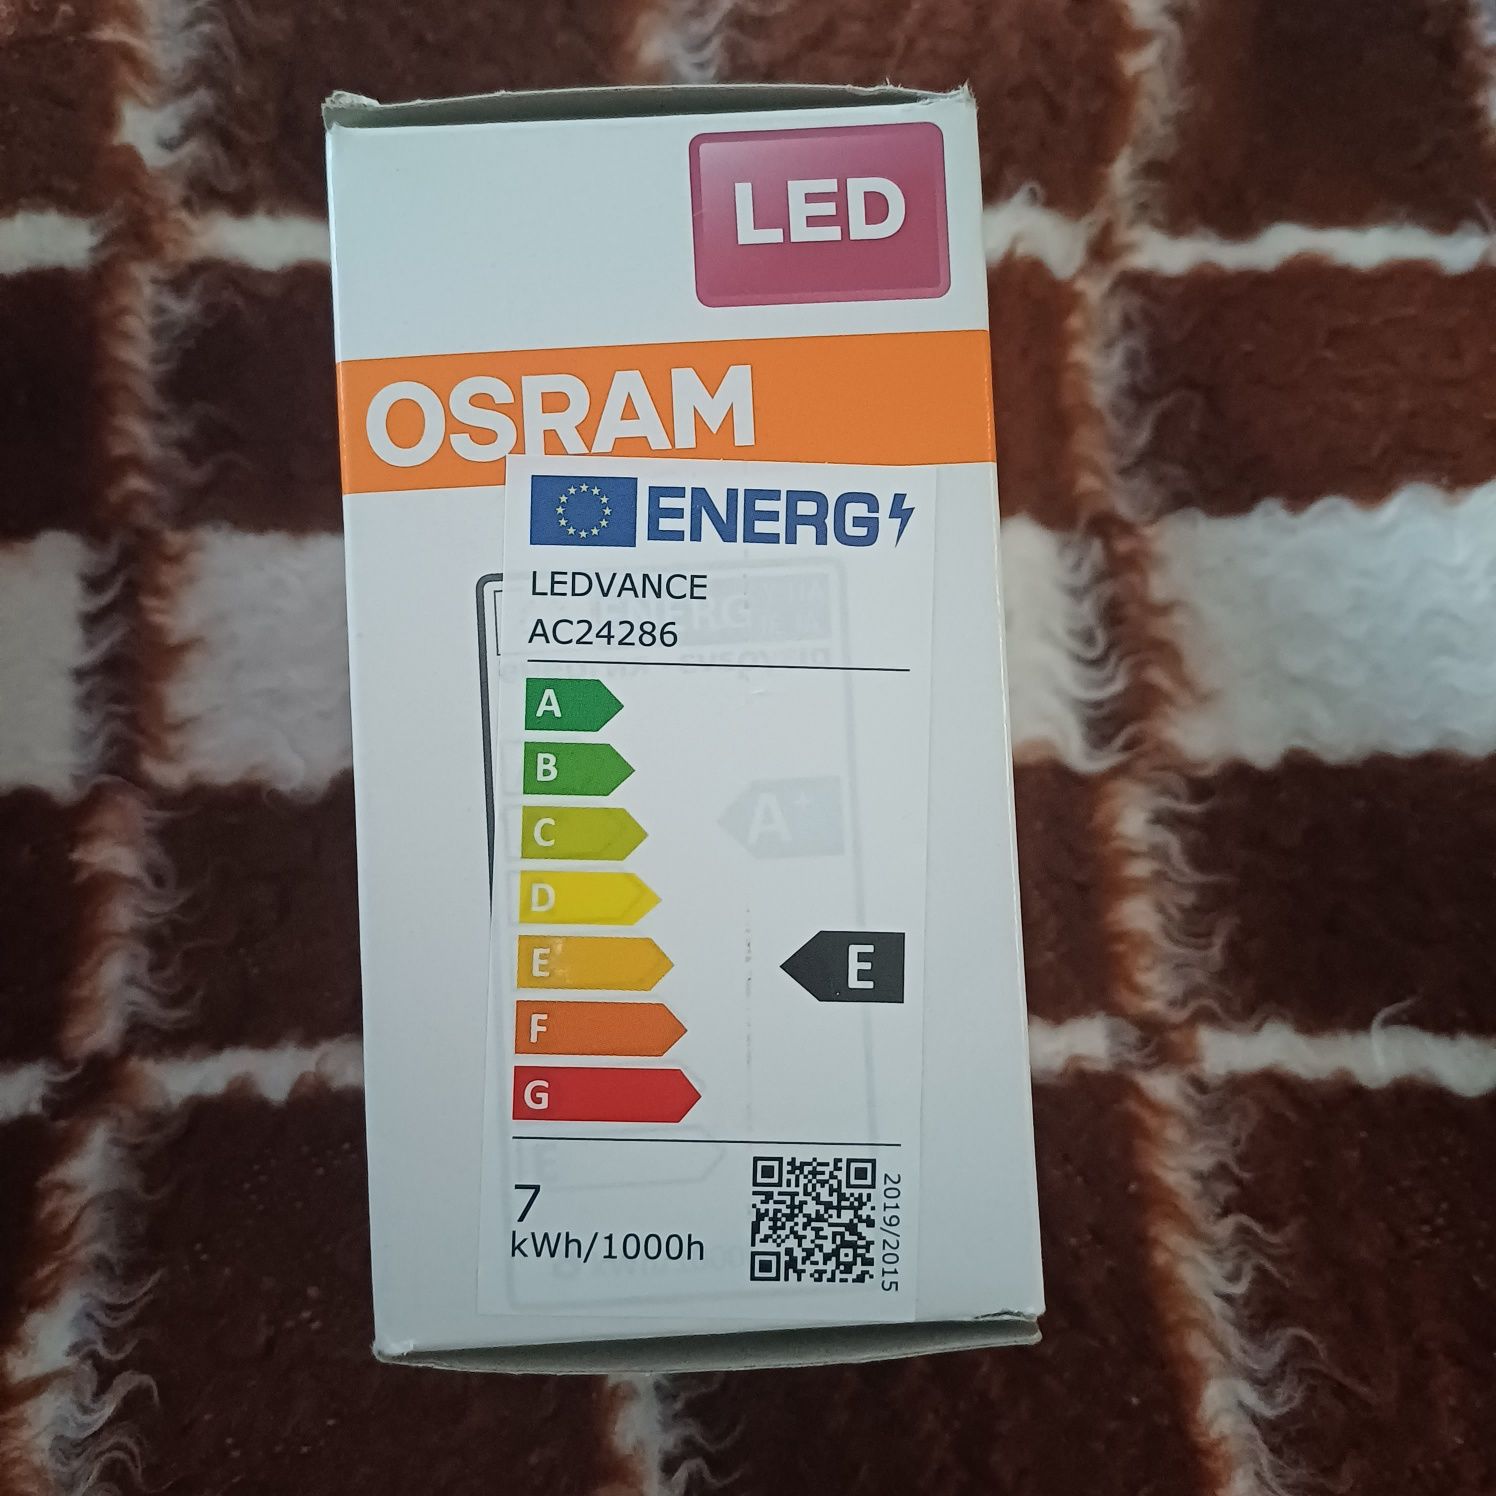 LED
OSRAM
ENERG
LEDVANCE
AC24286
A
B
C
A+
D
E
E
F
G
7
kWh/1000h
2019/2015